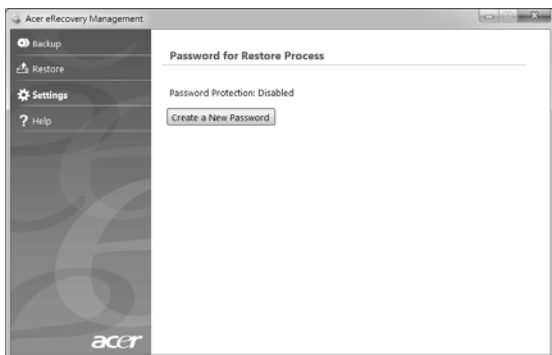 Acer eRecovery Management
Backup
Restore
Settings
? Help
Password for Restore Process
Password Protection: Disabled
Create a New Password
acer